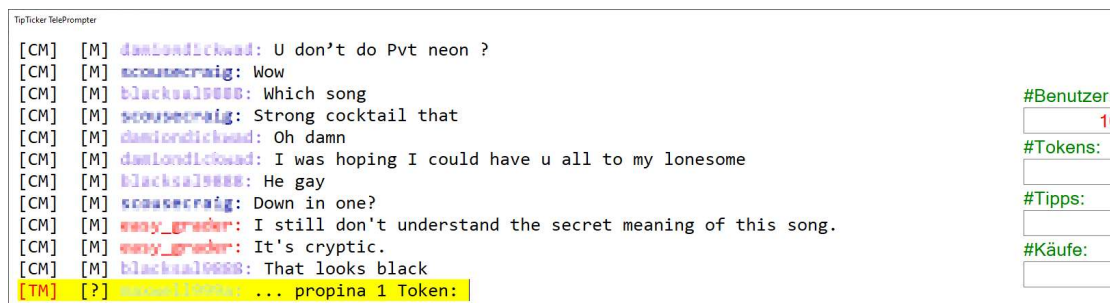 TipTicker TelePrompter
[CM] [M] U don’t do Pvt neon ?
[CM] [M] scousecraig: Wow
[CM] [M] Which song
[CM] [M] scousecraig: Strong cocktail that
[CM] [M] Oh damn
[CM] [M] I was hoping I could have u all to my lonesome
[CM] [M] He gay
[CM] [M] scousecraig: Down in one?
[CM] [M] I still don't understand the secret meaning of this song.
[CM] [M] It's cryptic.
[CM] [M] That looks black
[TM] [?] ... propina 1 Token:
#Benutzer
#Tokens:
#Tipps:
#Käufe: